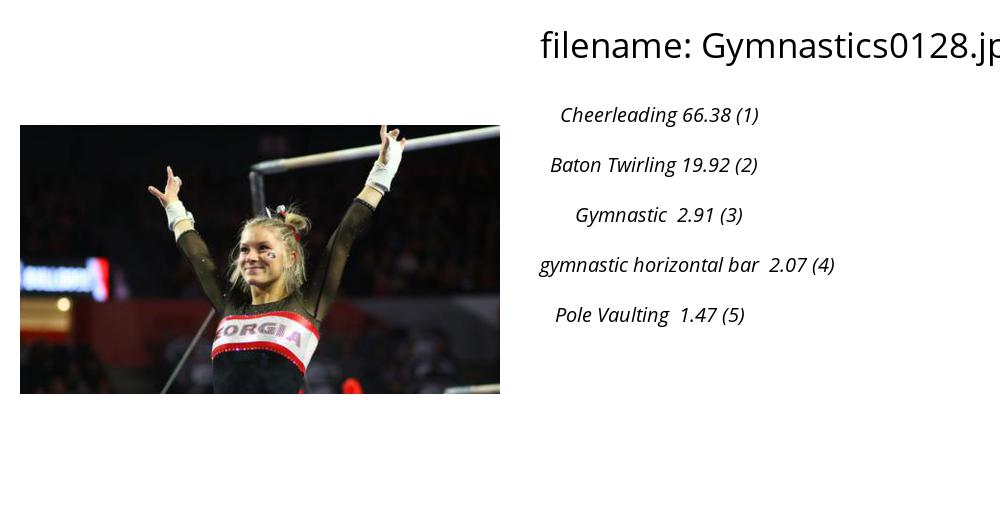 filename: Gymnastics0128.jp
Cheerleading 66.38 (1)
Baton Twirling 19.92 (2)
Gymnastic 2.91 (3)
gymnastic horizontal bar 2.07 (4)
Pole Vaulting 1.47 (5)
EORGIA